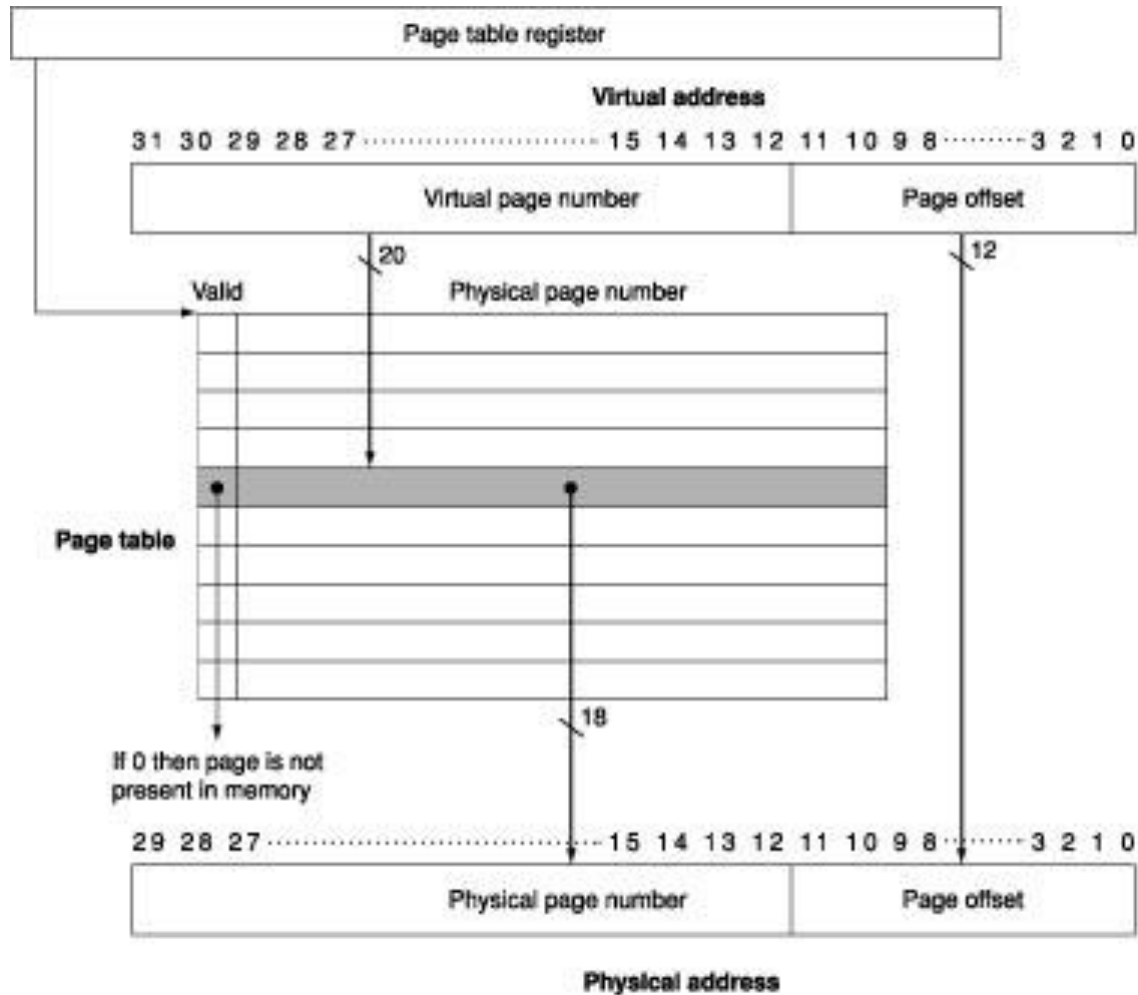 Page table register
Virtual address
31 30 29 28 27 ............................ 15 14 13 12 11 10 9 8 ........ 3 2 1 0
Virtual page number Page offset
20 12
Valid Physical page number
Page table
18
If 0 then page is not
present in memory
29 28 27 ........................................ 15 14 13 12 11 10 9 8 ........ 3 2 1 0
Physical page number Page offset
Physical address